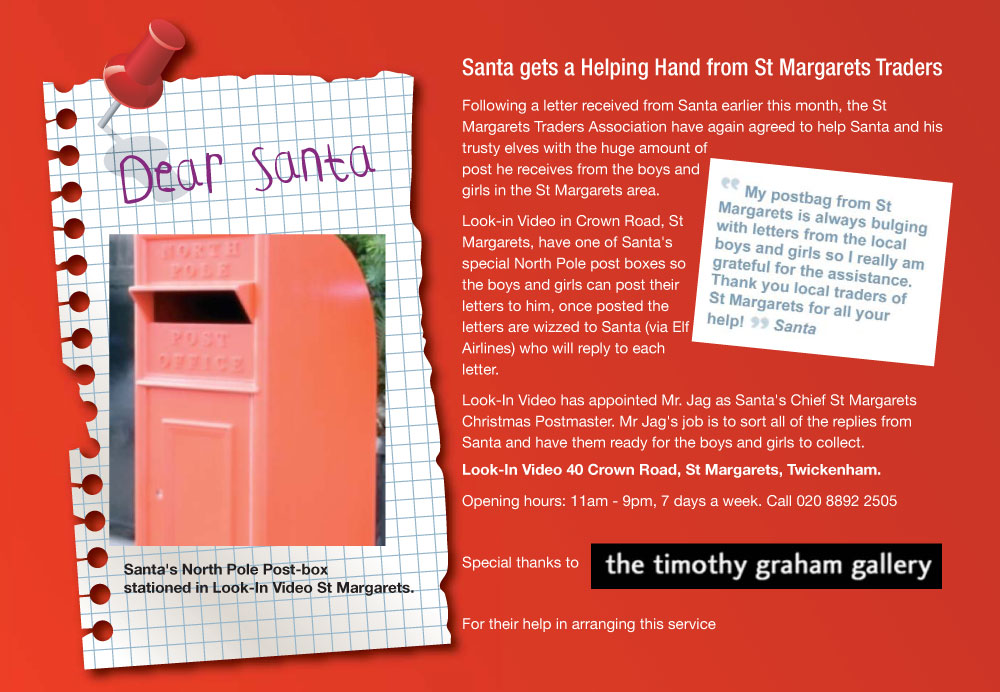 Dear Santa
NORTH
POLE
POST
OFFICE
Santa's North Pole Post-box
stationed in Look-In Video St Margarets.
Santa gets a Helping Hand from St Margarets Traders
Following a letter received from Santa earlier this month, the St
Margarets Traders Association have again agreed to help Santa and his
trusty elves with the huge amount of
post he receives from the boys and
girls in the St Margarets area.
Look-in Video in Crown Road, St
Margarets, have one of Santa's
special North Pole post boxes so
the boys and girls can post their
letters to him, once posted the
letters are wizzed to Santa (via Elf
Airlines) who will reply to each
letter.
“ My postbag from St
Margarets is always bulging
with letters from the local
boys and girls so I really am
grateful for the assistance.
Thank you local traders of
St Margarets for all your
help! ” Santa
Look-In Video has appointed Mr. Jag as Santa's Chief St Margarets
Christmas Postmaster. Mr Jag's job is to sort all of the replies from
Santa and have them ready for the boys and girls to collect.
Look-In Video 40 Crown Road, St Margarets, Twickenham.
Opening hours: 11am - 9pm, 7 days a week. Call 020 8892 2505
Special thanks to
the timothy graham gallery
For their help in arranging this service